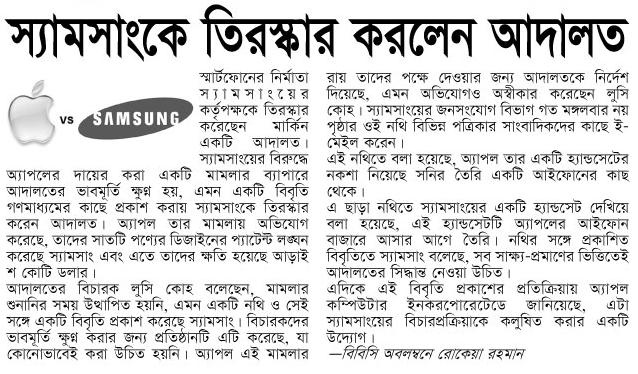 স্যামসাংকে তিরস্কার করলেন আদালত
vs SAMSUNG
স্মার্টফোনের নির্মাতা
স্যামসাংয়ের
কর্তৃপক্ষকে তিরস্কার
করেছেন মার্কিন
একটি আদালত।
স্যামসাংয়ের বিরুদ্ধে
অ্যাপলের দায়ের করা একটি মামলার ব্যাপারে
আদালতের ভাবমূর্তি ক্ষুণ্ন হয়, এমন একটি বিবৃতি
গণমাধ্যমের কাছে প্রকাশ করায় স্যামসাংকে তিরস্কার
করেন আদালত। অ্যাপল তার মামলায় অভিযোগ
করেছে, তাদের সাতটি পণ্যের ডিজাইনের প্যাটেন্ট লঙ্ঘন
করেছে স্যামসাং এবং এতে তাদের ক্ষতি হয়েছে আড়াই
শ কোটি ডলার।
আদালতের বিচারক লুসি কোহ বলেছেন, মামলার
শুনানির সময় উত্থাপিত হয়নি, এমন একটি নথি ও সেই
সঙ্গে একটি বিবৃতি প্রকাশ করেছে স্যামসাং। বিচারকদের
ভাবমূর্তি ক্ষুণ্ন করার জন্য প্রতিষ্ঠানটি এটি করেছে, যা
কোনোভাবেই করা উচিত হয়নি। অ্যাপল এই মামলার
রায় তাদের পক্ষে দেওয়ার জন্য আদালতকে নির্দেশ
দিয়েছে, এমন অভিযোগও অস্বীকার করেছেন লুসি
কোহ। স্যামসাংয়ের জনসংযোগ বিভাগ গত মঙ্গলবার নয়
পৃষ্ঠার ওই নথি বিভিন্ন পত্রিকার সাংবাদিকদের কাছে ই-
মেইল করেন।
এই নথিতে বলা হয়েছে, অ্যাপল তার একটি হ্যান্ডসেটের
নকশা নিয়েছে সনির তৈরি একটি আইফোনের কাছ
থেকে।
এ ছাড়া নথিতে স্যামসাংয়ের একটি হ্যান্ডসেট দেখিয়ে
বলা হয়েছে, এই হ্যান্ডসেটটি অ্যাপলের আইফোন
বাজারে আসার আগে তৈরি। নথির সঙ্গে প্রকাশিত
বিবৃতিতে স্যামসাং বলেছে, সব সাক্ষ্য-প্রমাণের ভিত্তিতেই
আদালতের সিদ্ধান্ত নেওয়া উচিত।
এদিকে এই বিবৃতি প্রকাশের প্রতিক্রিয়ায় অ্যাপল
কম্পিউটার ইনকরপোরেটেডে জানিয়েছে, এটা
স্যামসাংয়ের বিচারপ্রক্রিয়াকে কলুষিত করার একটি
উদ্যোগ।
—বিবিসি অবলম্বনে রোকেয়া রহমান